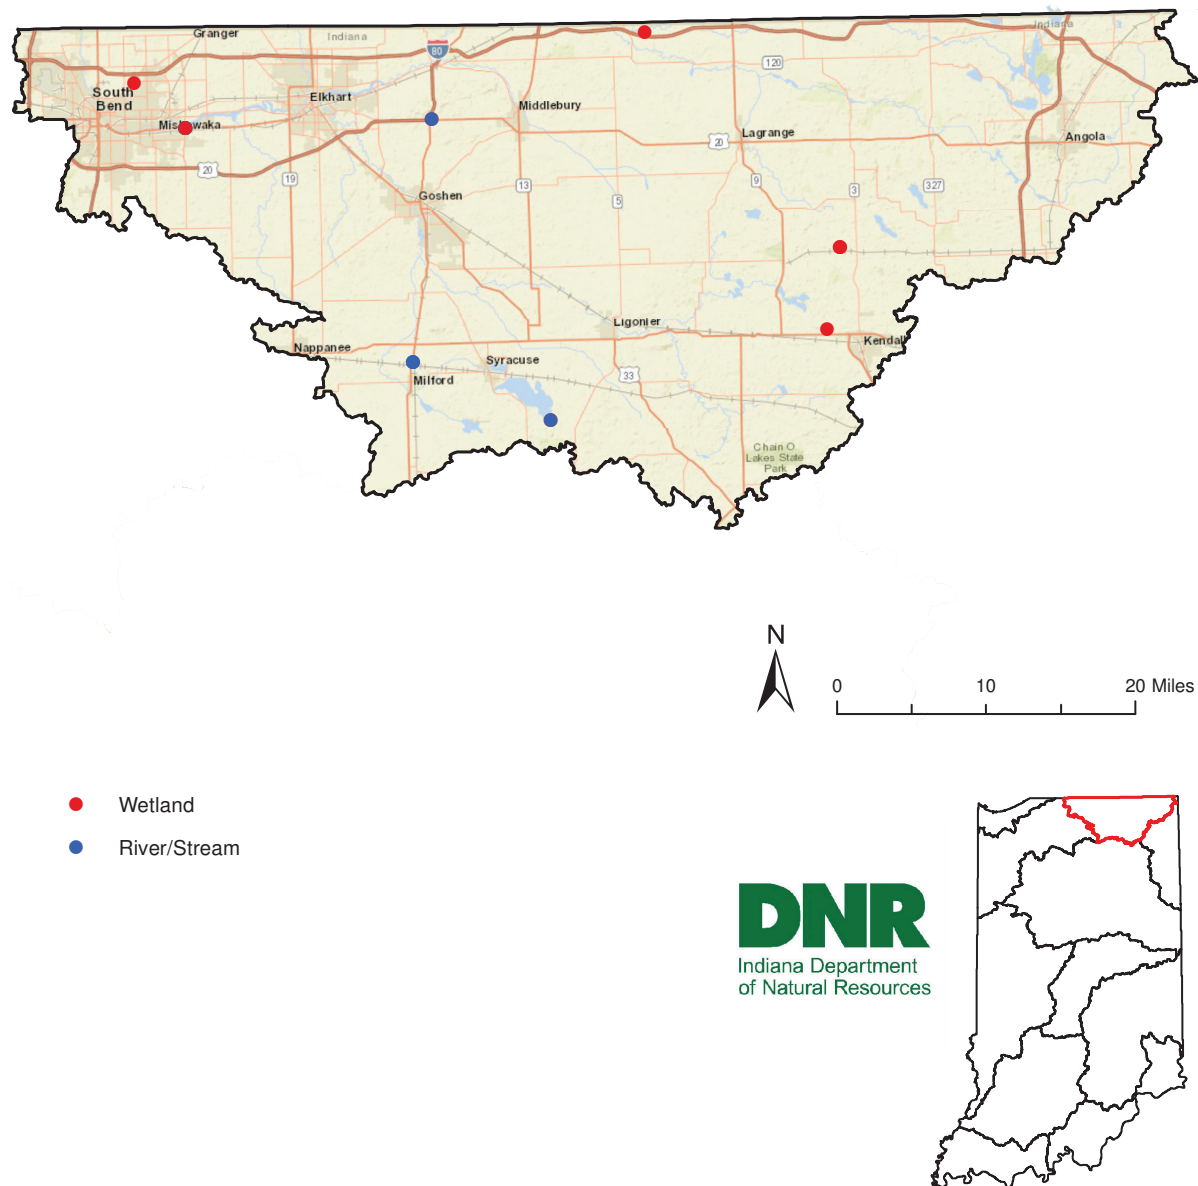 Granger
Indiana
Indiana
80
120
South
Bend
Elkhart
Middlebury
Mishawaka
20
Lagrange
Angola
20
19
13
5
9
3
327
Goshen
Ligonier
Nappanee
Syracuse
Milford
33
Kendall
Chain O
Lakes State
Park
N
0 10 20 Miles
Wetland
River/Stream
DNR
Indiana Department
of Natural Resources